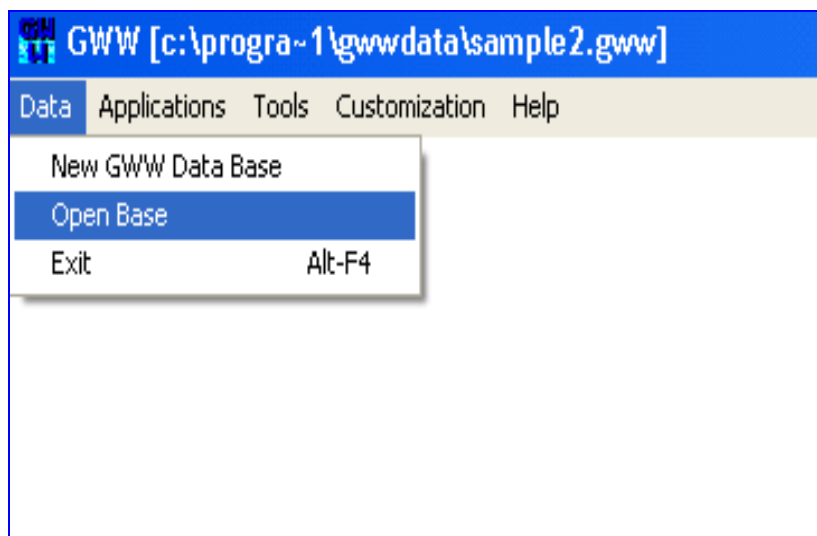 GWW [c:\progra~1\gwwdata\sample2.gww]
Data Applications Tools Customization Help
New GWW Data Base
Open Base
Exit Alt-F4